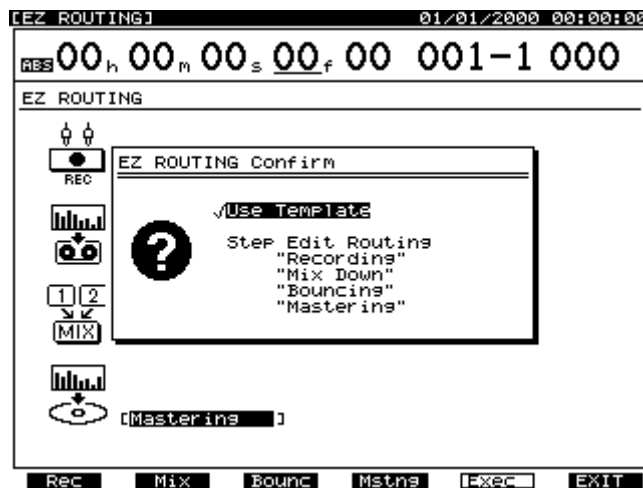 [EZ ROUTING] 01/01/2000 00:00:00
ABS 00h 00m 00s 00f 00 001-1 000
EZ ROUTING
REC
EZ ROUTING Confirm
√Use Template
Step Edit Routing
"Recording"
"Mix Down"
"Bouncing"
"Mastering"
1 2
MIX
[Mastering ]
Rec Mix Bounc Mstng Exec EXIT